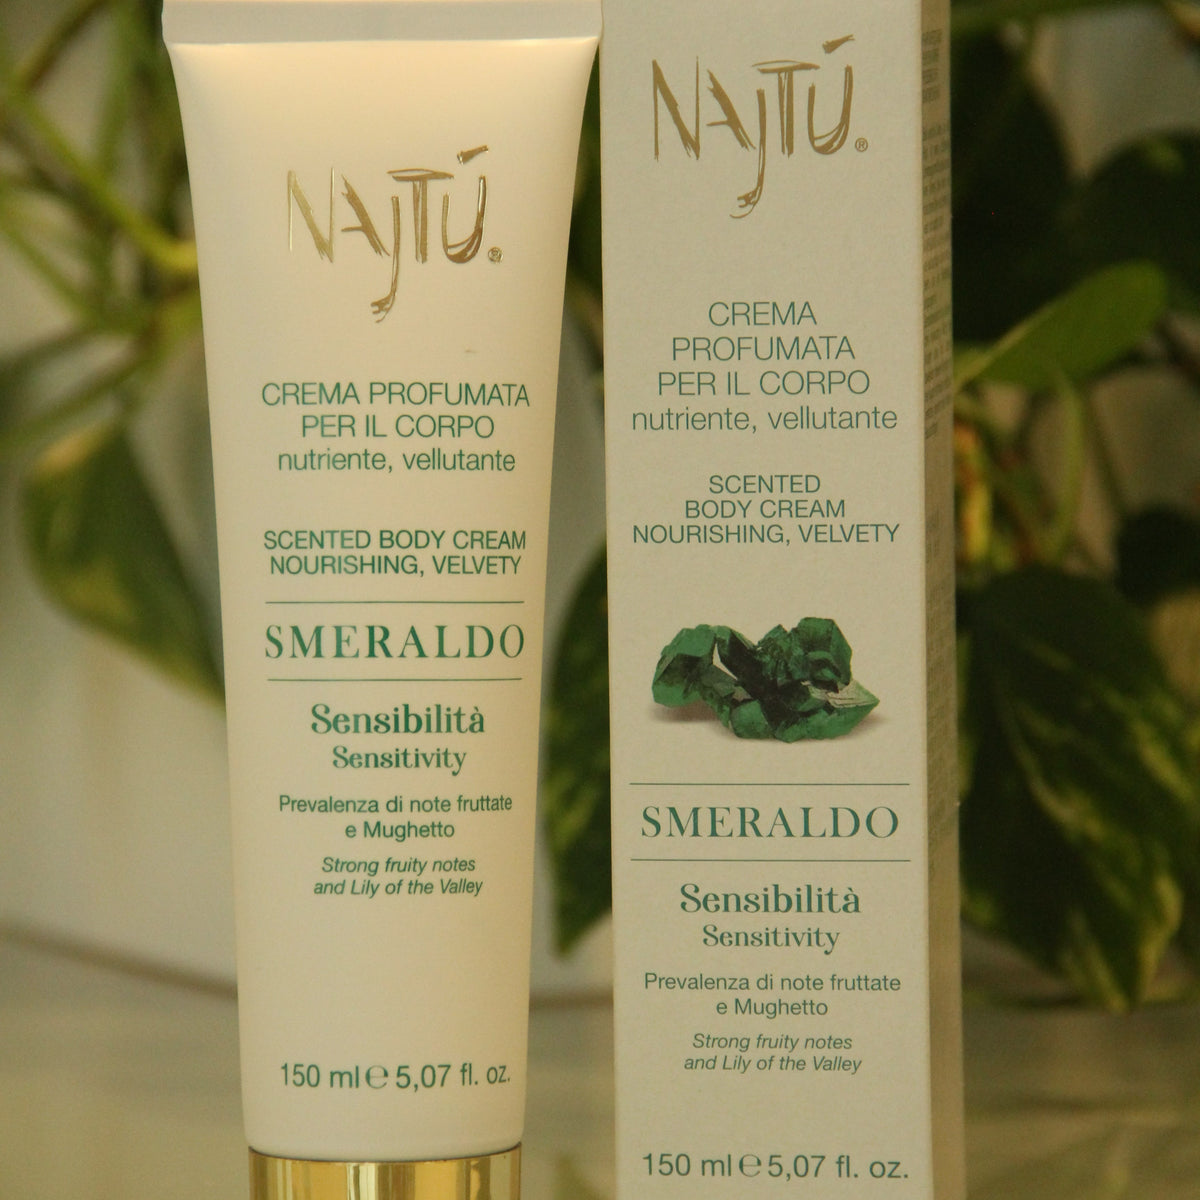 NAJTÚ®
CREMA PROFUMATA
PER IL CORPO
nutriente, vellutante
SCENTED BODY CREAM
NOURISHING, VELVETY
SMERALDO
Sensibilità
Sensitivity
Prevalenza di note fruttate
e Mughetto
Strong fruity notes
and Lily of the Valley
150 ml ℮ 5,07 fl. oz.
NAJTÚ®
CREMA
PROFUMATA
PER IL CORPO
nutriente, vellutante
SCENTED
BODY CREAM
NOURISHING, VELVETY
SMERALDO
Sensibilità
Sensitivity
Prevalenza di note fruttate
e Mughetto
Strong fruity notes
and Lily of the Valley
150 ml ℮ 5,07 fl. oz.